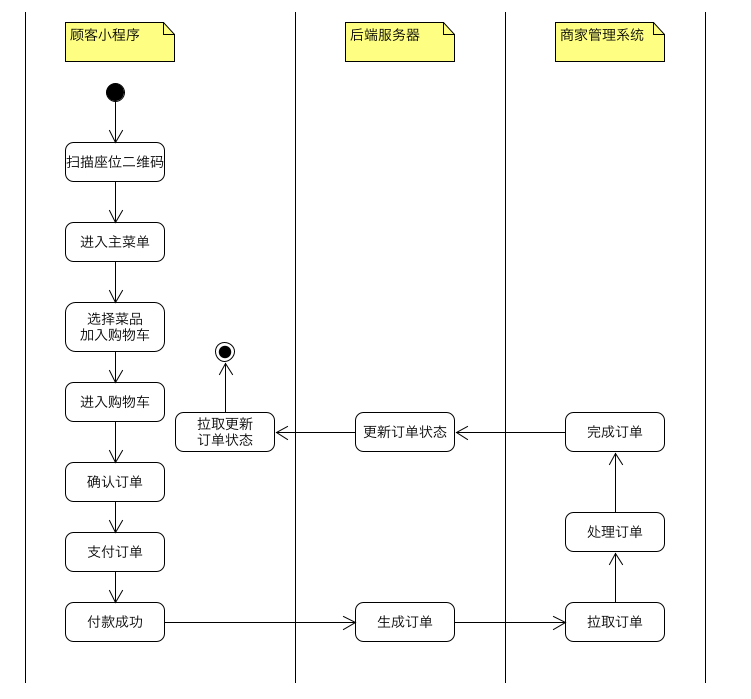 顾客小程序
后端服务器
商家管理系统
扫描座位二维码
进入主菜单
选择菜品
加入购物车
进入购物车
拉取更新
订单状态
更新订单状态
完成订单
确认订单
处理订单
支付订单
付款成功
生成订单
拉取订单